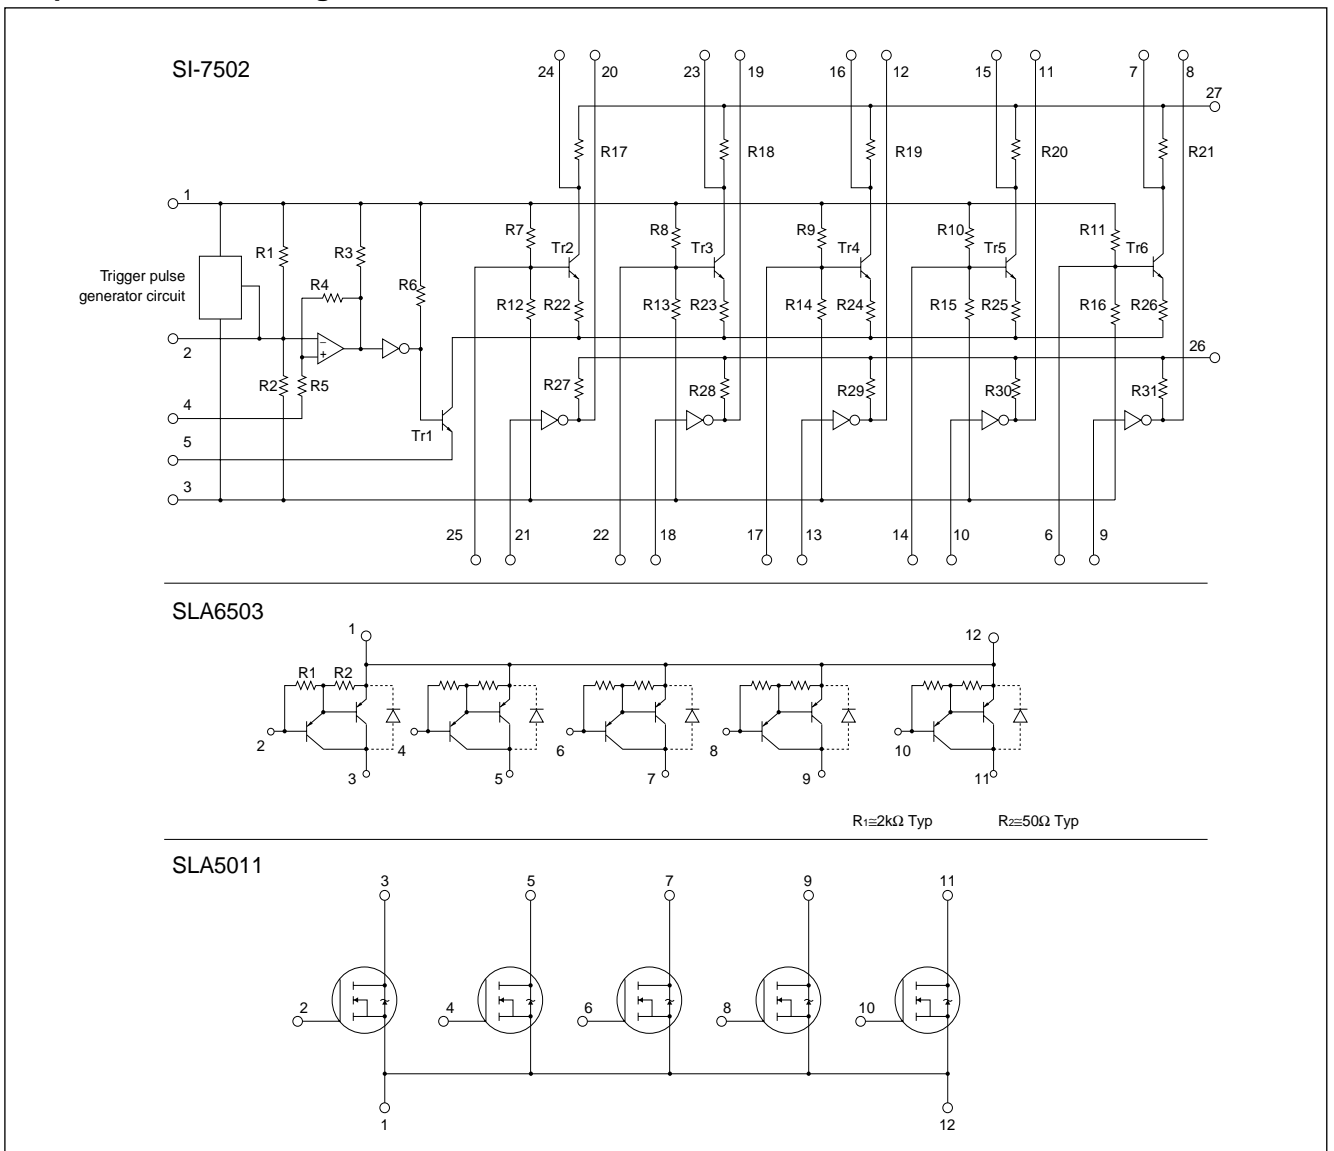 SI-7502
24 20 23 19 16 12 15 11 7 8
27
R17 R18 R19 R20 R21
1
R7 R8 R9 R10 R11
R1 R3 Tr2 Tr3 Tr4 Tr5 Tr6
Trigger pulse
generator circuit
R4 R6
R12 R22 R13 R23 R14 R24 R15 R25 R16 R26
2
− +
26
R2 R5 R27 R28 R29 R30 R31
4
Tr1
5
3
25 21 22 18 17 13 14 10 6 9
SLA6503
1 12
R1 R2
2 4 6 8 10
3 5 7 9 11
R1≅2kΩ Typ R2≅50Ω Typ
SLA5011
3 5 7 9 11
2 4 6 8 10
1 12